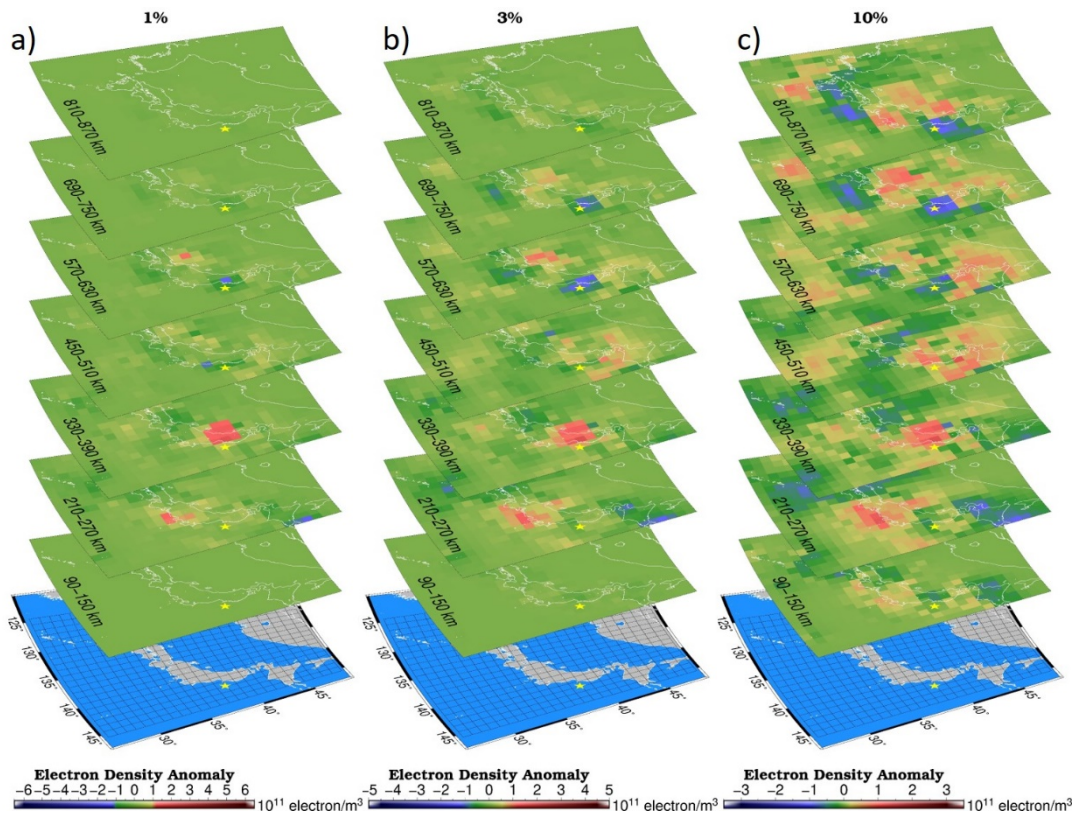 1% 3% 10%
a) b) c)
810–870 km 810–870 km 810–870 km
690–750 km 690–750 km 690–750 km
570–630 km 570–630 km 570–630 km
450–510 km 450–510 km 450–510 km
330–390 km 330–390 km 330–390 km
210–270 km 210–270 km 210–270 km
90–150 km 90–150 km 90–150 km
125° 130° 135° 140° 145° 30° 35° 40° 45°
125° 130° 135° 140° 145° 30° 35° 40° 45°
125° 130° 135° 140° 145° 30° 35° 40° 45°
Electron Density Anomaly Electron Density Anomaly Electron Density Anomaly
−6 −5 −4 −3 −2 −1 0 1 2 3 4 5 6 10¹¹ electron/m³
−5 −4 −3 −2 −1 0 1 2 3 4 5 10¹¹ electron/m³
−3 −2 −1 0 1 2 3 10¹¹ electron/m³